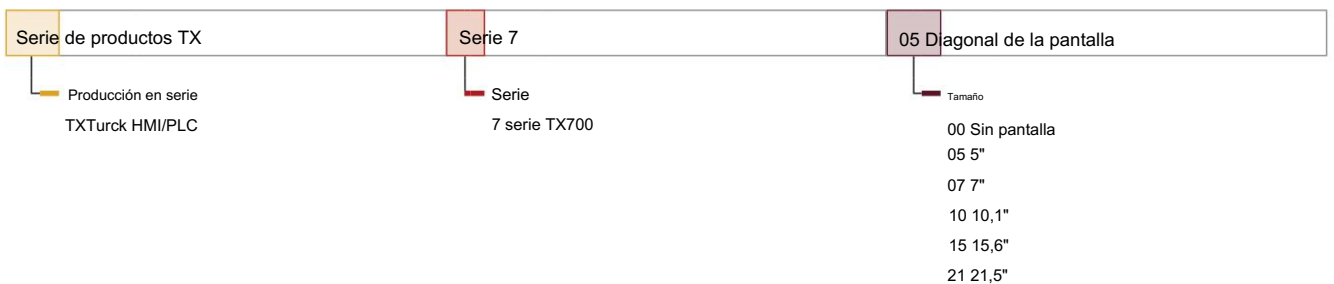 Serie de productos TX
Serie 7
05 Diagonal de la pantalla
Producción en serie
TXTurck HMI/PLC
Serie
7 serie TX700
Tamaño
00 Sin pantalla
05 5"
07 7"
10 10,1"
15 15,6"
21 21,5"